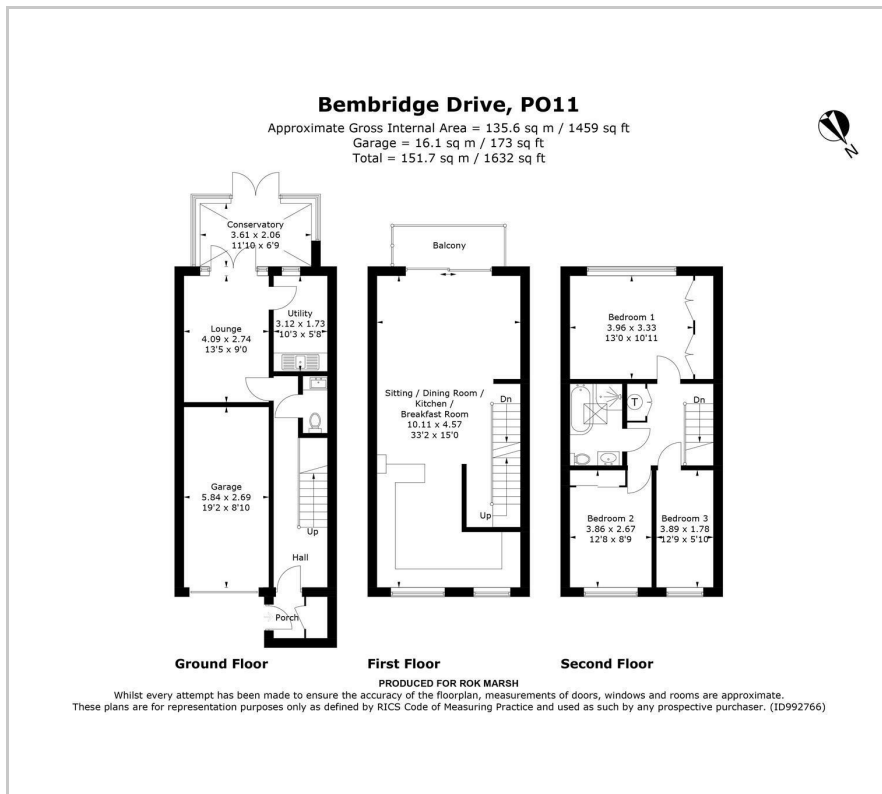 Bembridge Drive, PO11
Approximate Gross Internal Area = 135.6 sq m / 1459 sq ft
Garage = 16.1 sq m / 173 sq ft
Total = 151.7 sq m / 1632 sq ft
N
Conservatory
3.61 x 2.06
11'10 x 6'9
Lounge
4.09 x 2.74
13'5 x 9'0
Utility
3.12 x 1.73
10'3 x 5'8
Garage
5.84 x 2.69
19'2 x 8'10
Up
Hall
Porch
Ground Floor
Balcony
Sitting / Dining Room /
Kitchen /
Breakfast Room
10.11 x 4.57
33'2 x 15'0
Dn
Up
First Floor
Bedroom 1
3.96 x 3.33
13'0 x 10'11
T
Dn
Bedroom 2
3.86 x 2.67
12'8 x 8'9
Bedroom 3
3.89 x 1.78
12'9 x 5'10
Second Floor
PRODUCED FOR ROK MARSH
Whilst every attempt has been made to ensure the accuracy of the floorplan, measurements of doors, windows and rooms are approximate.
These plans are for representation purposes only as defined by RICS Code of Measuring Practice and used as such by any prospective purchaser. (ID992766)